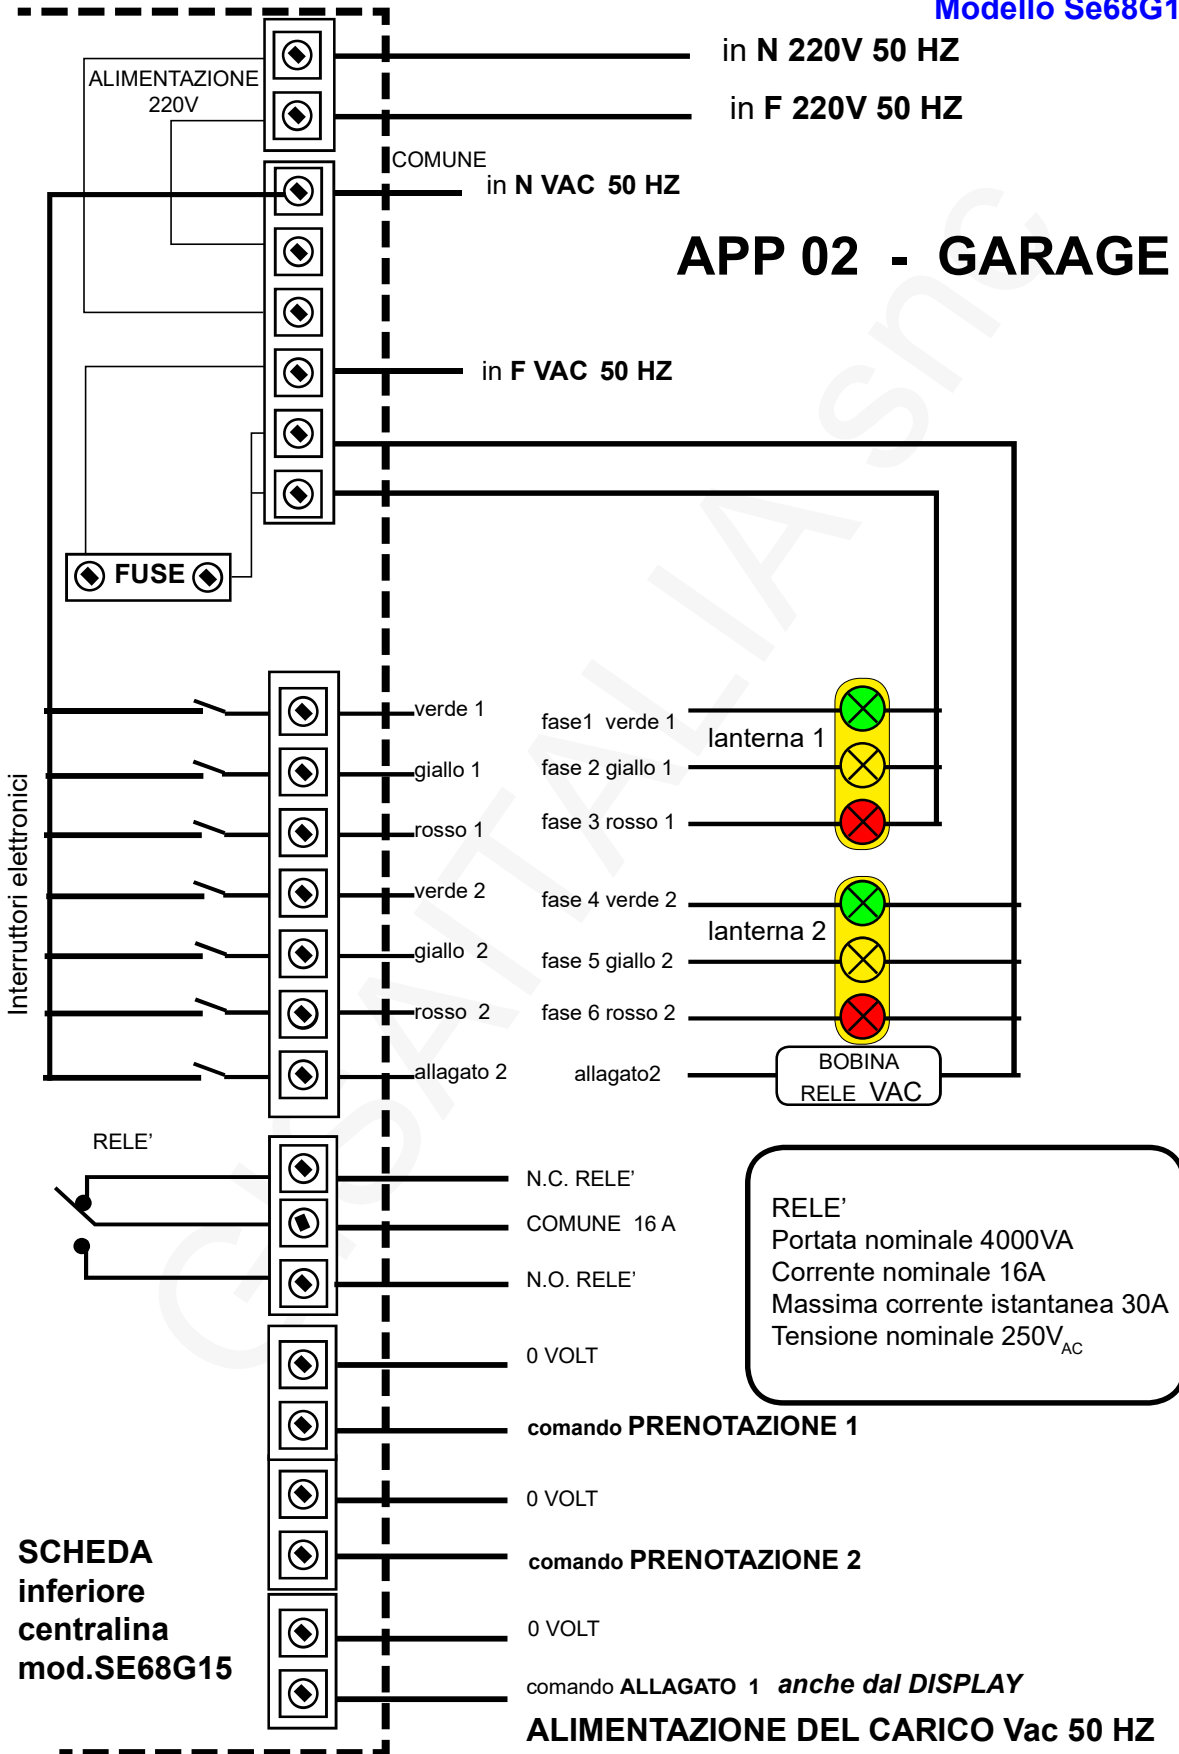 Modello Se68G1
in N 220V 50 HZ
ALIMENTAZIONE
220V
in F 220V 50 HZ
COMUNE
in N VAC 50 HZ
APP 02 - GARAGE
in F VAC 50 HZ
FUSE
Interruttori elettronici
verde 1
giallo 1
rosso 1
verde 2
giallo 2
rosso 2
allagato 2
fase1 verde 1
lanterna 1
fase 2 giallo 1
fase 3 rosso 1
fase 4 verde 2
lanterna 2
fase 5 giallo 2
fase 6 rosso 2
allagato2
BOBINA
RELE VAC
RELE'
N.C. RELE'
COMUNE 16 A
N.O. RELE'
RELE'
Portata nominale 4000VA
Corrente nominale 16A
Massima corrente istantanea 30A
Tensione nominale 250VAC
0 VOLT
comando PRENOTAZIONE 1
0 VOLT
comando PRENOTAZIONE 2
SCHEDA
inferiore
centralina
mod.SE68G15
0 VOLT
comando ALLAGATO 1 anche dal DISPLAY
ALIMENTAZIONE DEL CARICO Vac 50 HZ